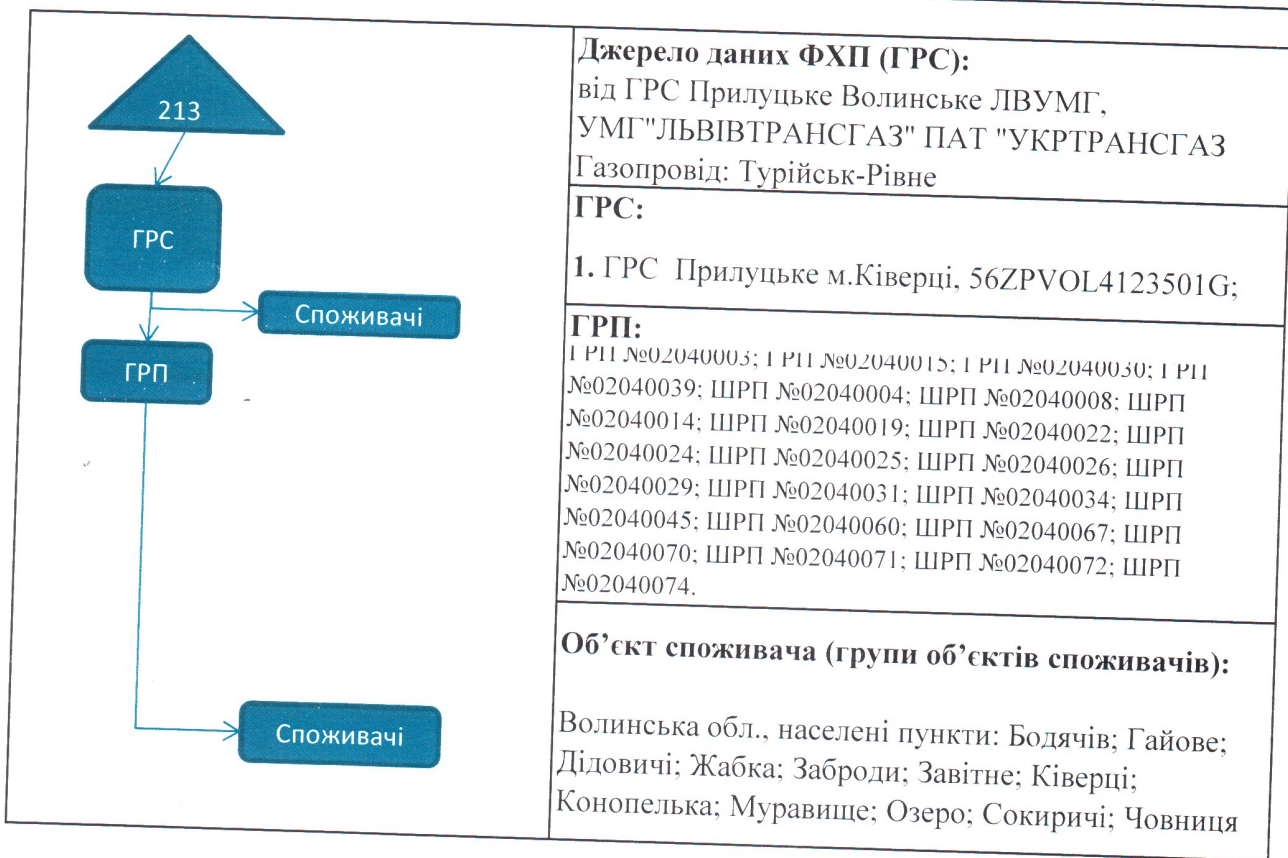 213
ГРС
Споживачі
ГРП
Споживачі
Джерело даних ФХП (ГРС):
від ГРС Прилуцьке Волинське ЛВУМГ,
УМГ"ЛЬВІВТРАНСГАЗ" ПАТ "УКРТРАНСГАЗ
Газопровід: Турійськ-Рівне
ГРС:
1. ГРС Прилуцьке м.Ківерці, 56ZPVOL4123501G;
ГРП:
ГРП №02040003; ГРП №02040015; ГРП №02040030; ГРП
№02040039; ШРП №02040004; ШРП №02040008; ШРП
№02040014; ШРП №02040019; ШРП №02040022; ШРП
№02040024; ШРП №02040025; ШРП №02040026; ШРП
№02040029; ШРП №02040031; ШРП №02040034; ШРП
№02040045; ШРП №02040060; ШРП №02040067; ШРП
№02040070; ШРП №02040071; ШРП №02040072; ШРП
№02040074.
Об’єкт споживача (групи об’єктів споживачів):
Волинська обл., населені пункти: Бодячів; Гайове;
Дідовичі; Жабка; Заброди; Завітне; Ківерці;
Конопелька; Муравище; Озеро; Сокиричі; Човниця